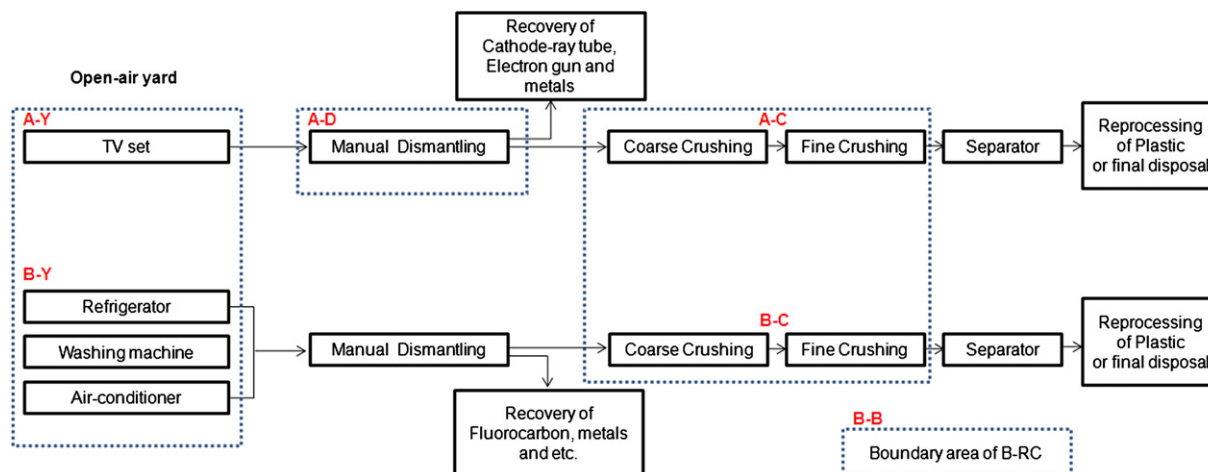 Open-air yard
Recovery of
Cathode-ray tube,
Electron gun and
metals
A-Y
TV set
A-D
Manual Dismantling
A-C
Coarse Crushing
Fine Crushing
Separator
Reprocessing
of Plastic
or final disposal
B-Y
Refrigerator
Washing machine
Air-conditioner
Manual Dismantling
Recovery of
Fluorocarbon, metals
and etc.
B-C
Coarse Crushing
Fine Crushing
Separator
Reprocessing
of Plastic
or final disposal
B-B
Boundary area of B-RC